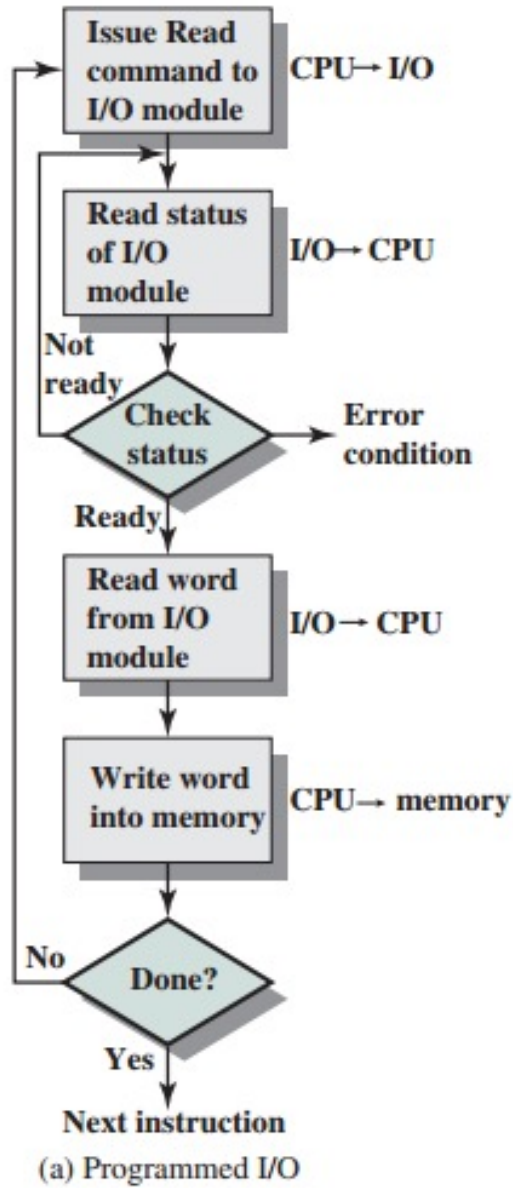 Issue Read
command to
I/O module
CPU→ I/O
Read status
of I/O
module
I/O→ CPU
Not
ready
Check
status
Error
condition
Ready
Read word
from I/O
module
I/O→ CPU
Write word
into memory
CPU→ memory
No
Done?
Yes
Next instruction
(a) Programmed I/O